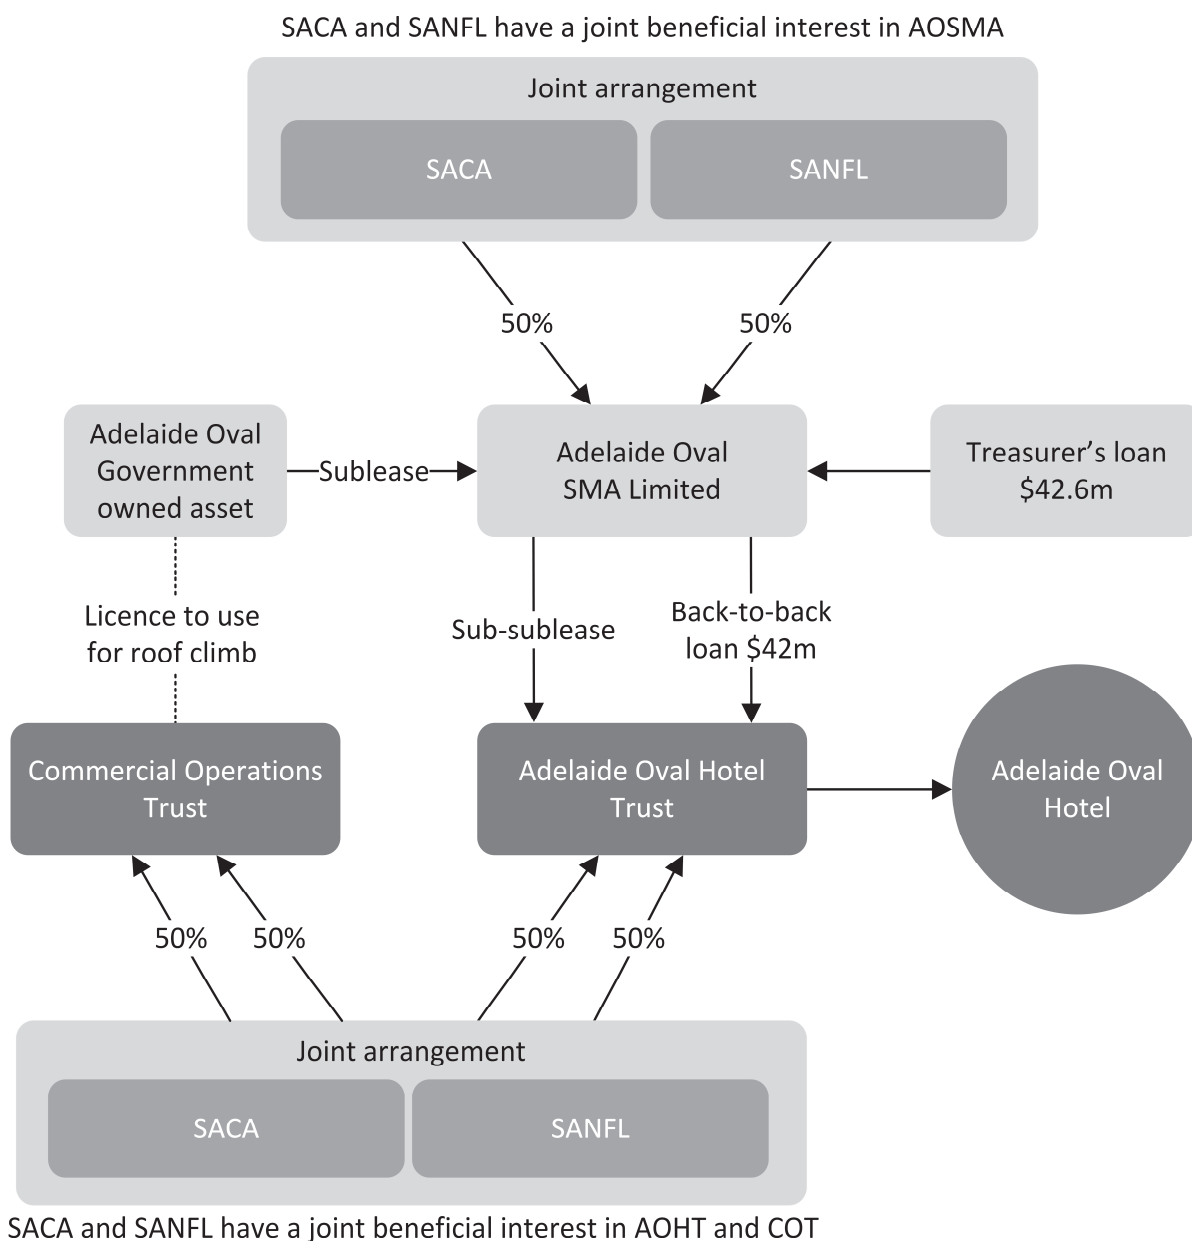 SACA and SANFL have a joint beneficial interest in AOSMA
Joint arrangement
SACA
SANFL
50%
50%
Adelaide Oval
Government
owned asset
Sublease
Adelaide Oval
SMA Limited
Treasurer’s loan
$42.6m
Licence to use
for roof climb
Sub-sublease
Back-to-back
loan $42m
Commercial Operations
Trust
Adelaide Oval Hotel
Trust
Adelaide Oval
Hotel
50%
50%
50%
50%
Joint arrangement
SACA
SANFL
SACA and SANFL have a joint beneficial interest in AOHT and COT